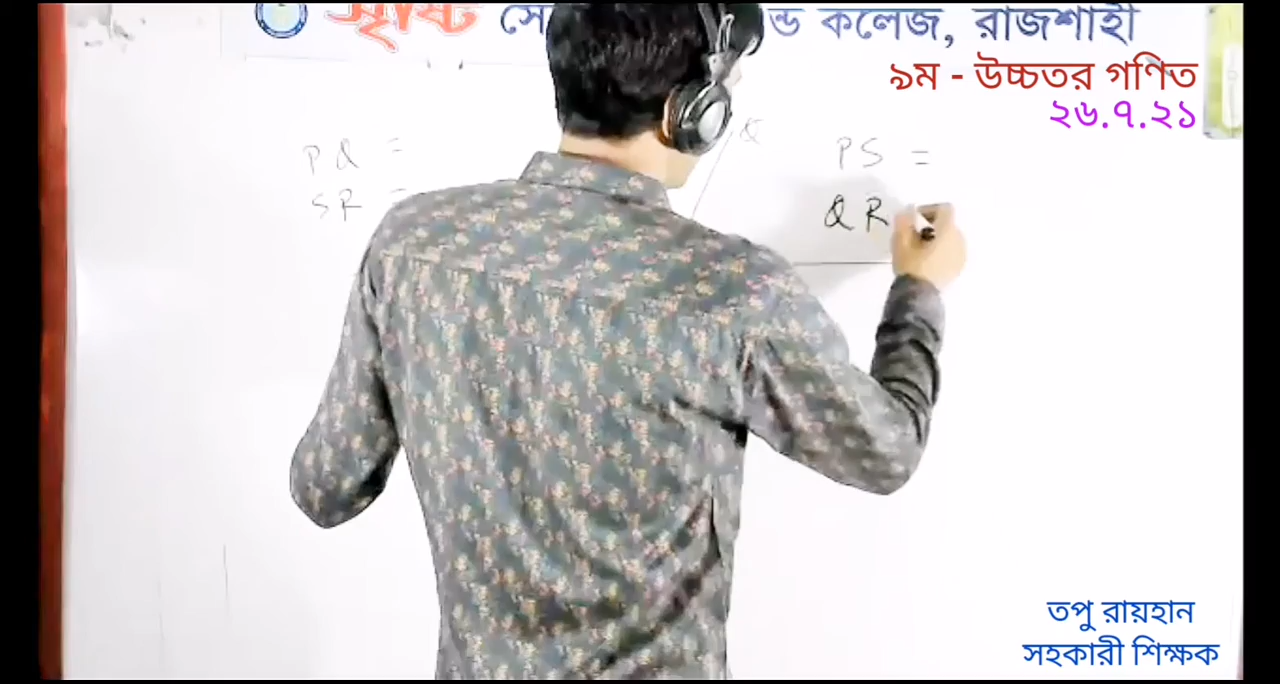 সৃষ্টি সে ন্ড কলেজ, রাজশাহী
৯ম - উচ্চতর গণিত
২৬.৭.২১
PQ =
SR =
Q
PS =
QR
তপু রায়হান
সহকারী শিক্ষক